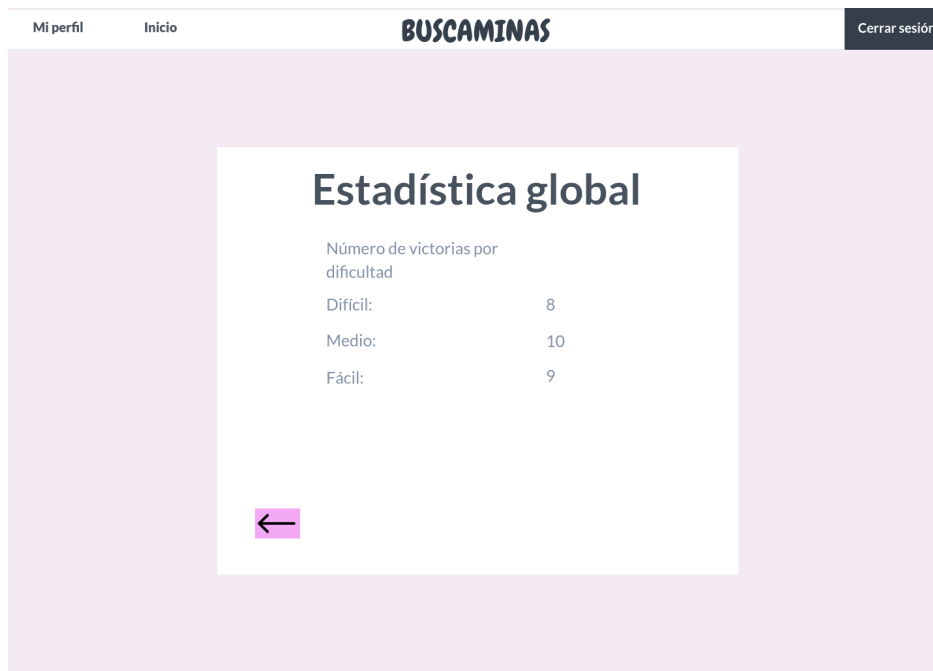 Mi perfil
Inicio
BUSCAMINAS
Cerrar sesión
Estadística global
Número de victorias por
dificultad
Difícil: 8
Medio: 10
Fácil: 9